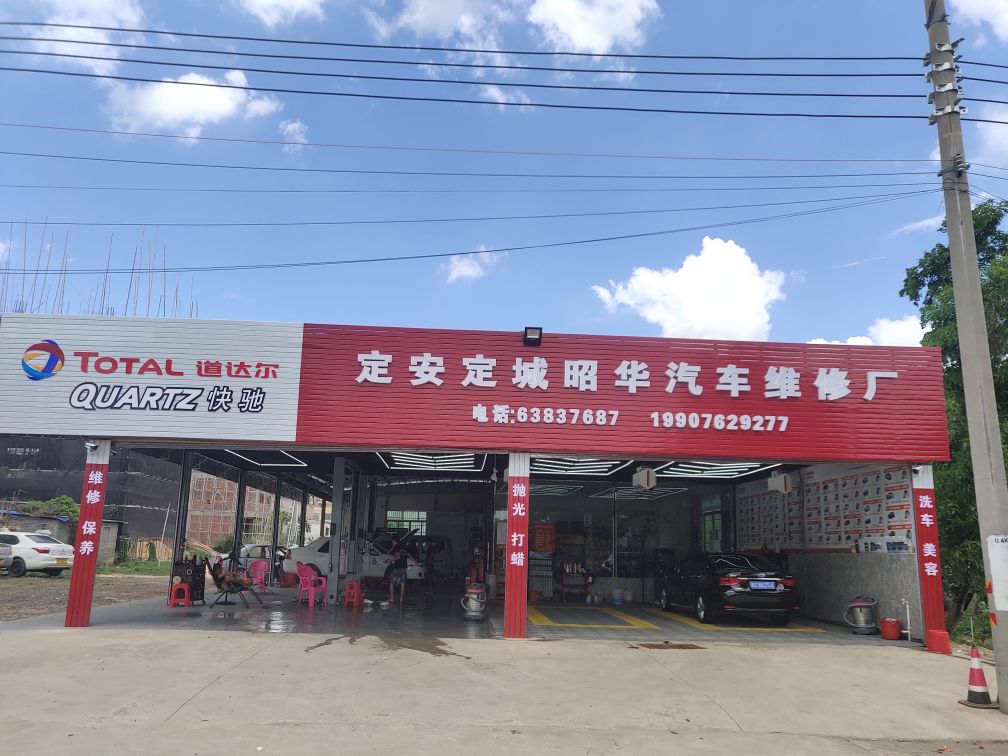 TOTAL 道达尔
QUARTZ 快驰
定安定城昭华汽车维修厂
电话:63837687 19907629277
维修 保养
抛光 打蜡
洗车 美容